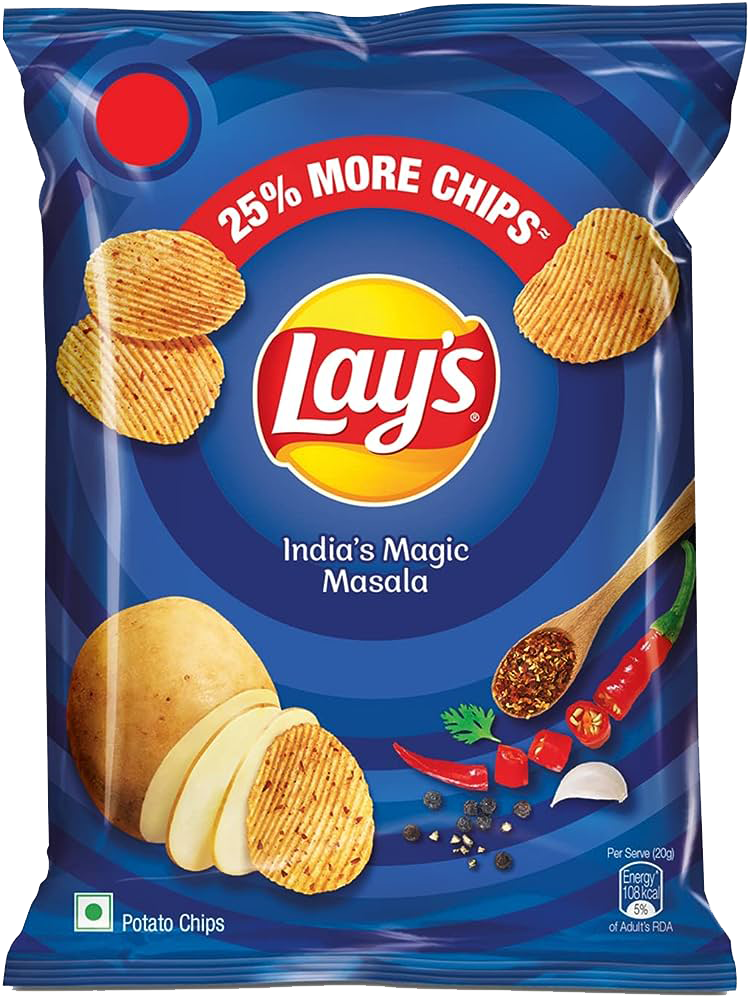 25% MORE CHIPS≈
Lay's®
India's Magic
Masala
Per Serve (20g)
Energy*
108 kcal
5%
of Adult's RDA
Potato Chips